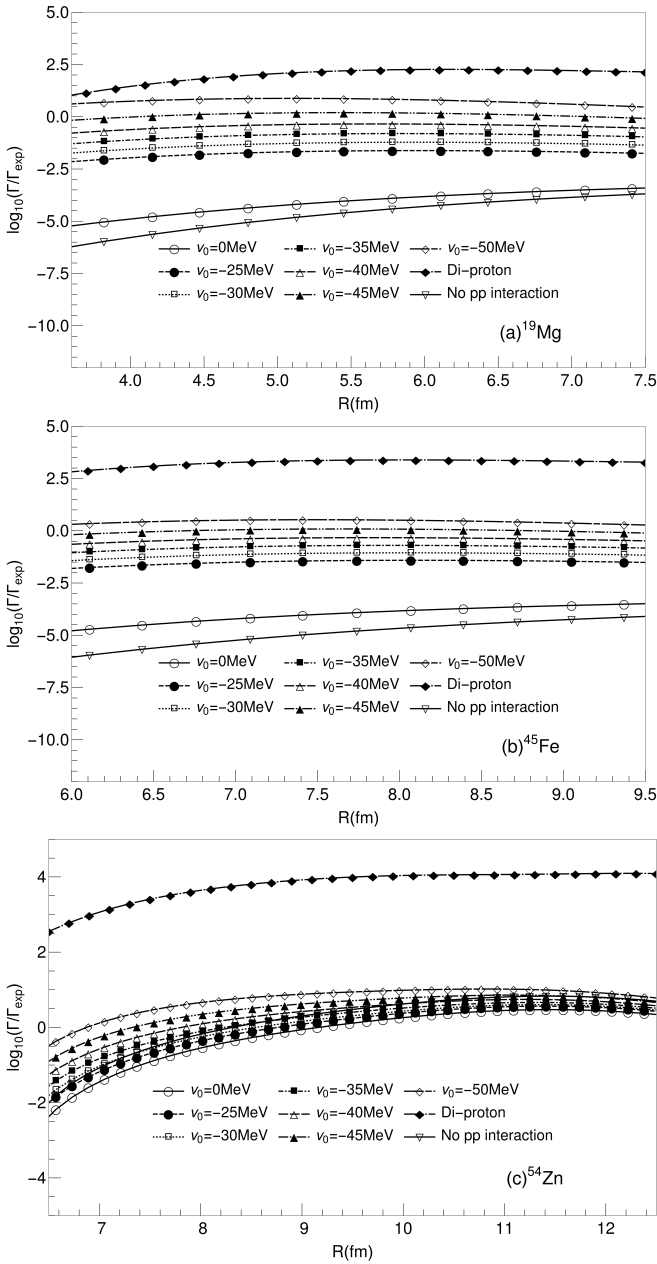 5.0
2.5
0.0
−2.5
−5.0
−7.5
−10.0
log₁₀(Γ/Γexp)
v₀=0MeV v₀=−35MeV v₀=−50MeV
v₀=−25MeV v₀=−40MeV Di−proton
v₀=−30MeV v₀=−45MeV No pp interaction
(a)¹⁹Mg
4.0 4.5 5.0 5.5 6.0 6.5 7.0 7.5
R(fm)
5.0
2.5
0.0
−2.5
−5.0
−7.5
−10.0
log₁₀(Γ/Γexp)
v₀=0MeV v₀=−35MeV v₀=−50MeV
v₀=−25MeV v₀=−40MeV Di−proton
v₀=−30MeV v₀=−45MeV No pp interaction
(b)⁴⁵Fe
6.0 6.5 7.0 7.5 8.0 8.5 9.0 9.5
R(fm)
4
2
0
−2
−4
log₁₀(Γ/Γexp)
v₀=0MeV v₀=−35MeV v₀=−50MeV
v₀=−25MeV v₀=−40MeV Di−proton
v₀=−30MeV v₀=−45MeV No pp interaction
(c)⁵⁴Zn
7 8 9 10 11 12
R(fm)